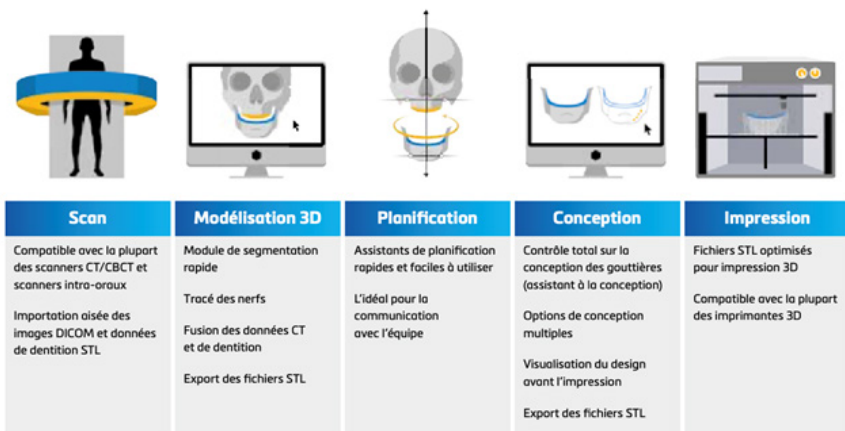 Scan
Compatible avec la plupart
des scanners CT/CBCT et
scanners intra-oraux
Importation aisée des
images DICOM et données
de dentition STL
Modélisation 3D
Module de segmentation
rapide
Tracé des nerfs
Fusion des données CT
et de dentition
Export des fichiers STL
Planification
Assistants de planification
rapides et faciles à utiliser
L'idéal pour la
communication
avec l'équipe
Conception
Contrôle total sur la
conception des gouttières
(assistant à la conception)
Options de conception
multiples
Visualisation du design
avant l'impression
Export des fichiers STL
Impression
Fichiers STL optimisés
pour impression 3D
Compatible avec la plupart
des imprimantes 3D